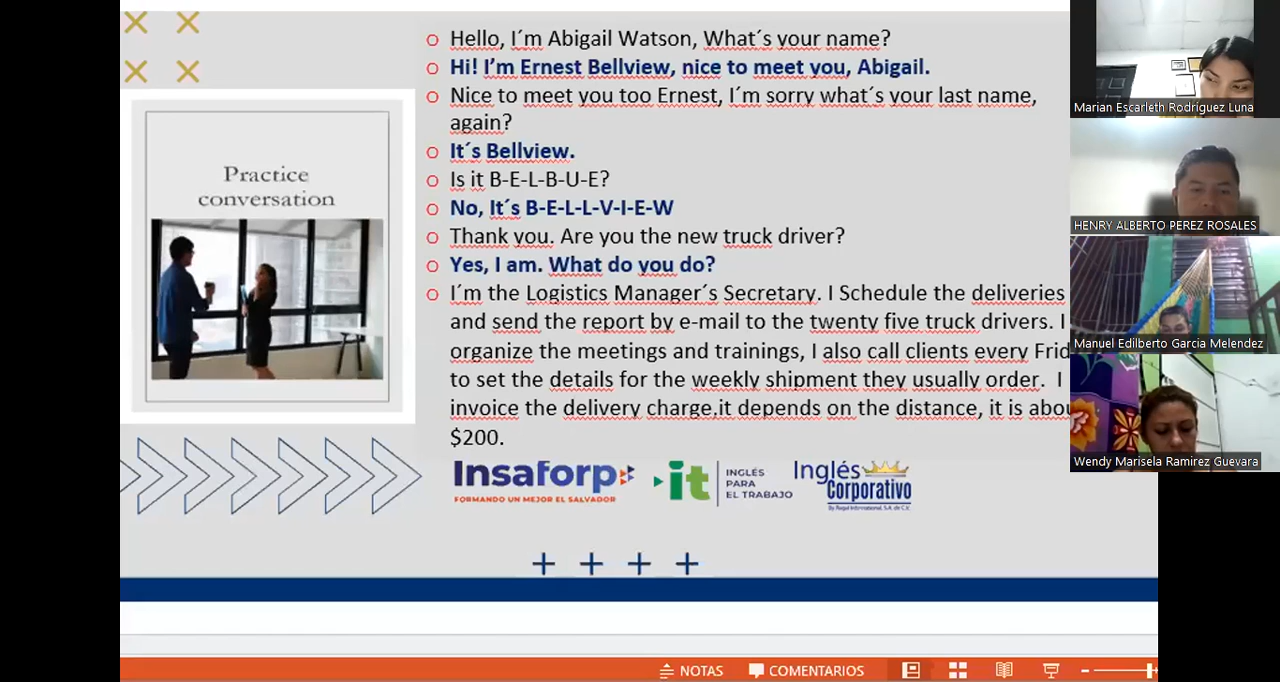 Hello, I´m Abigail Watson, What´s your name?
Hi! I’m Ernest Bellview, nice to meet you, Abigail.
Nice to meet you too Ernest, I´m sorry what´s your last name,
again?
It´s Bellview.
Is it B-E-L-B-U-E?
No, It´s B-E-L-L-V-I-E-W
Thank you. Are you the new truck driver?
Yes, I am. What do you do?
I´m the Logistics Manager´s Secretary. I Schedule the deliveries
and send the report by e-mail to the twenty five truck drivers. I
organize the meetings and trainings, I also call clients every
to set the details for the weekly shipment they usually order. I
invoice the delivery charge,it depends on the distance, it is
$200.
Practice
conversation
Insaforp
FORMANDO UN MEJOR EL SALVADOR
it
INGLÉS
PARA
EL TRABAJO
Inglés
Corporativo
By Regal International, S.A. de C.V.
Marian Escarleth Rodríguez Luna
HENRY ALBERTO PEREZ ROSALES
Manuel Edilberto Garcia Melendez
Wendy Marisela Ramirez Guevara
NOTAS
COMENTARIOS